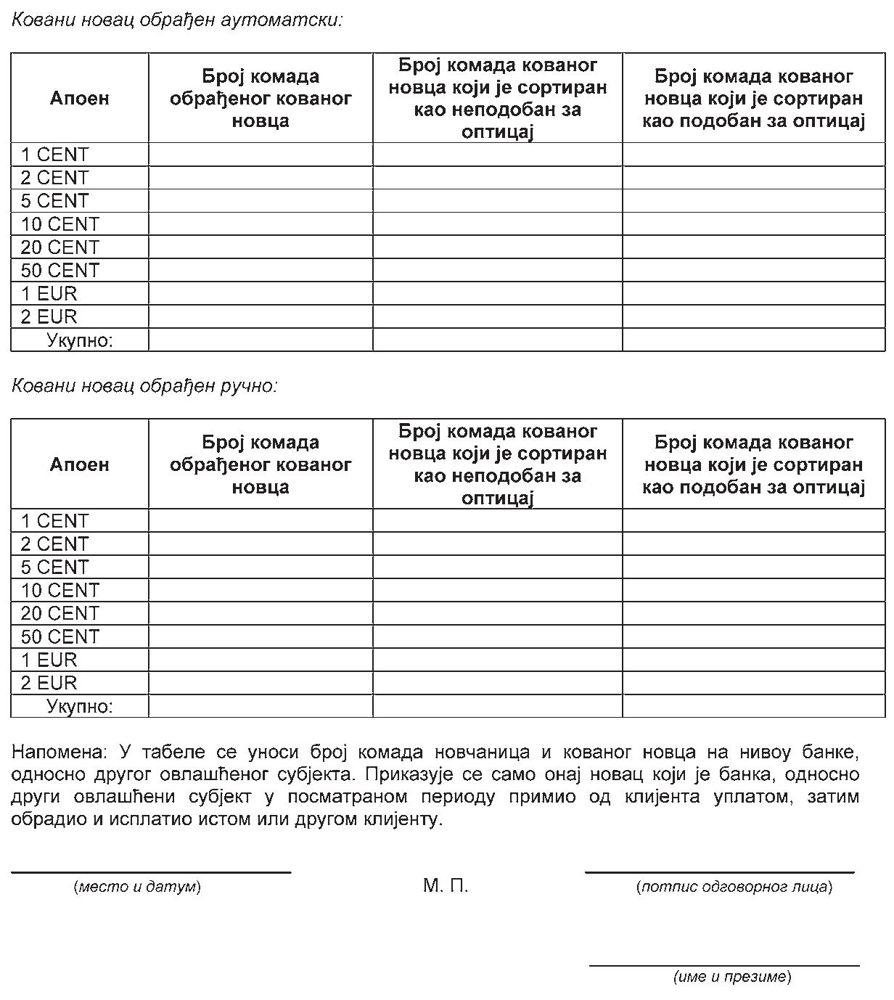 Ковани новац обрађен аутоматски:
Апоен
Број комада
обрађеног кованог
новца
Број комада кованог
новца који је сортиран
као неподобан за
оптицај
Број комада кованог
новца који је сортиран
као подобан за оптицај
1 CENT
2 CENT
5 CENT
10 CENT
20 CENT
50 CENT
1 EUR
2 EUR
Укупно:
Ковани новац обрађен ручно:
Апоен
Број комада
обрађеног кованог
новца
Број комада кованог
новца који је сортиран
као неподобан за
оптицај
Број комада кованог
новца који је сортиран
као подобан за оптицај
1 CENT
2 CENT
5 CENT
10 CENT
20 CENT
50 CENT
1 EUR
2 EUR
Укупно:
Напомена: У табеле се уноси број комада новчаница и кованог новца на нивоу банке,
односно другог овлашћеног субјекта. Приказује се само онај новац који је банка, односно
други овлашћени субјект у посматраном периоду примио од клијента уплатом, затим
обрадио и исплатио истом или другом клијенту.
(место и датум)
М. П.
(потпис одговорног лица)
(име и презиме)